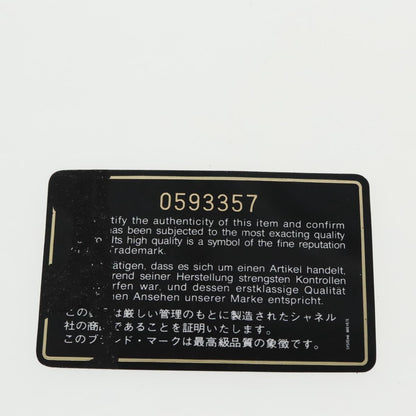 0593357
tify the authenticity of this item and confirm
has been subjected to the most exacting quality
Its high quality is a symbol of the fine reputation
Trademark.
tätigen, dass es sich um einen Artikel handelt,
rend seiner Herstellung strengsten Kontrollen
rfen war, und dessen erstklassige Qualität
en Ansehen unserer Marke entspricht.
この は厳しい管理のもとに製造されたシャネル
社の商品であることを証明いたします。
このブランド・マークは最高級品質の象徴です。